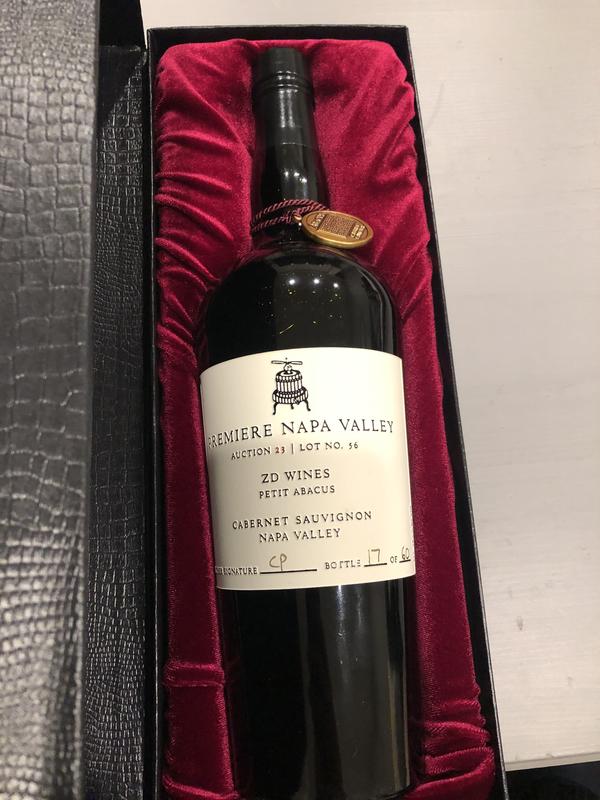 PREMIERE NAPA VALLEY
AUCTION 23 | LOT NO. 56
ZD WINES
PETIT ABACUS
CABERNET SAUVIGNON
NAPA VALLEY
SIGNATURE CP BOTTLE 17 OF 60